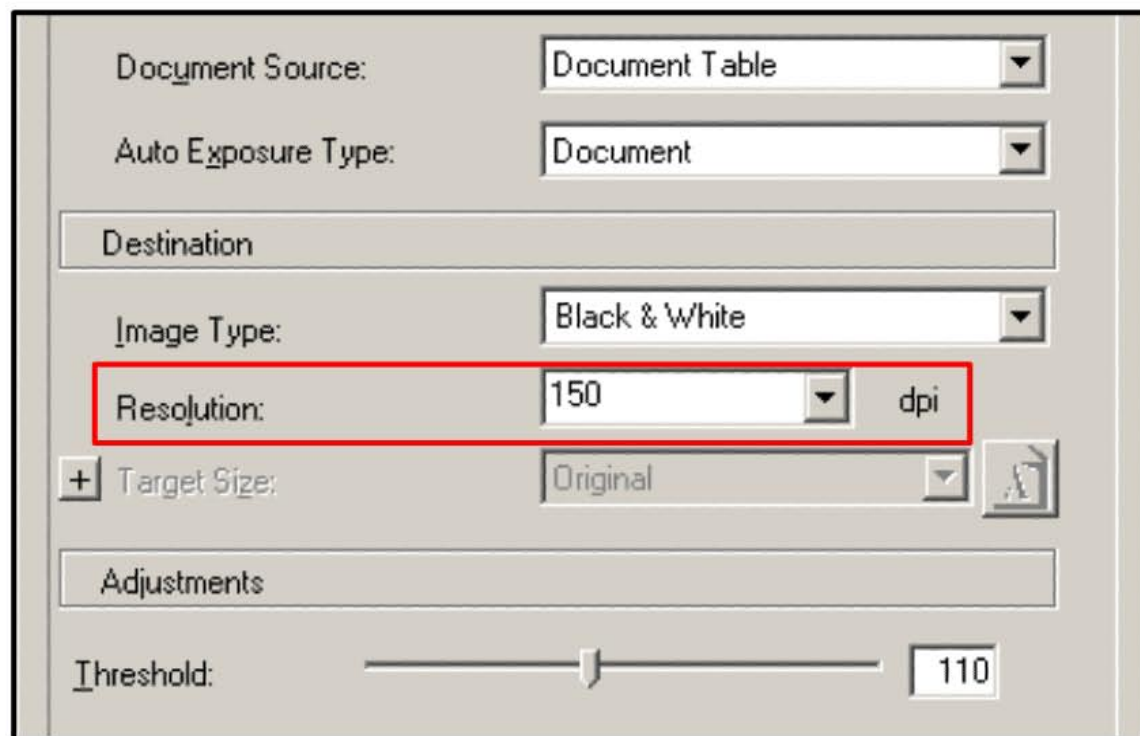 Document Source: Document Table
Auto Exposure Type: Document
Destination
Image Type: Black & White
Resolution: 150 dpi
+ Target Size: Original
Adjustments
Threshold: 110